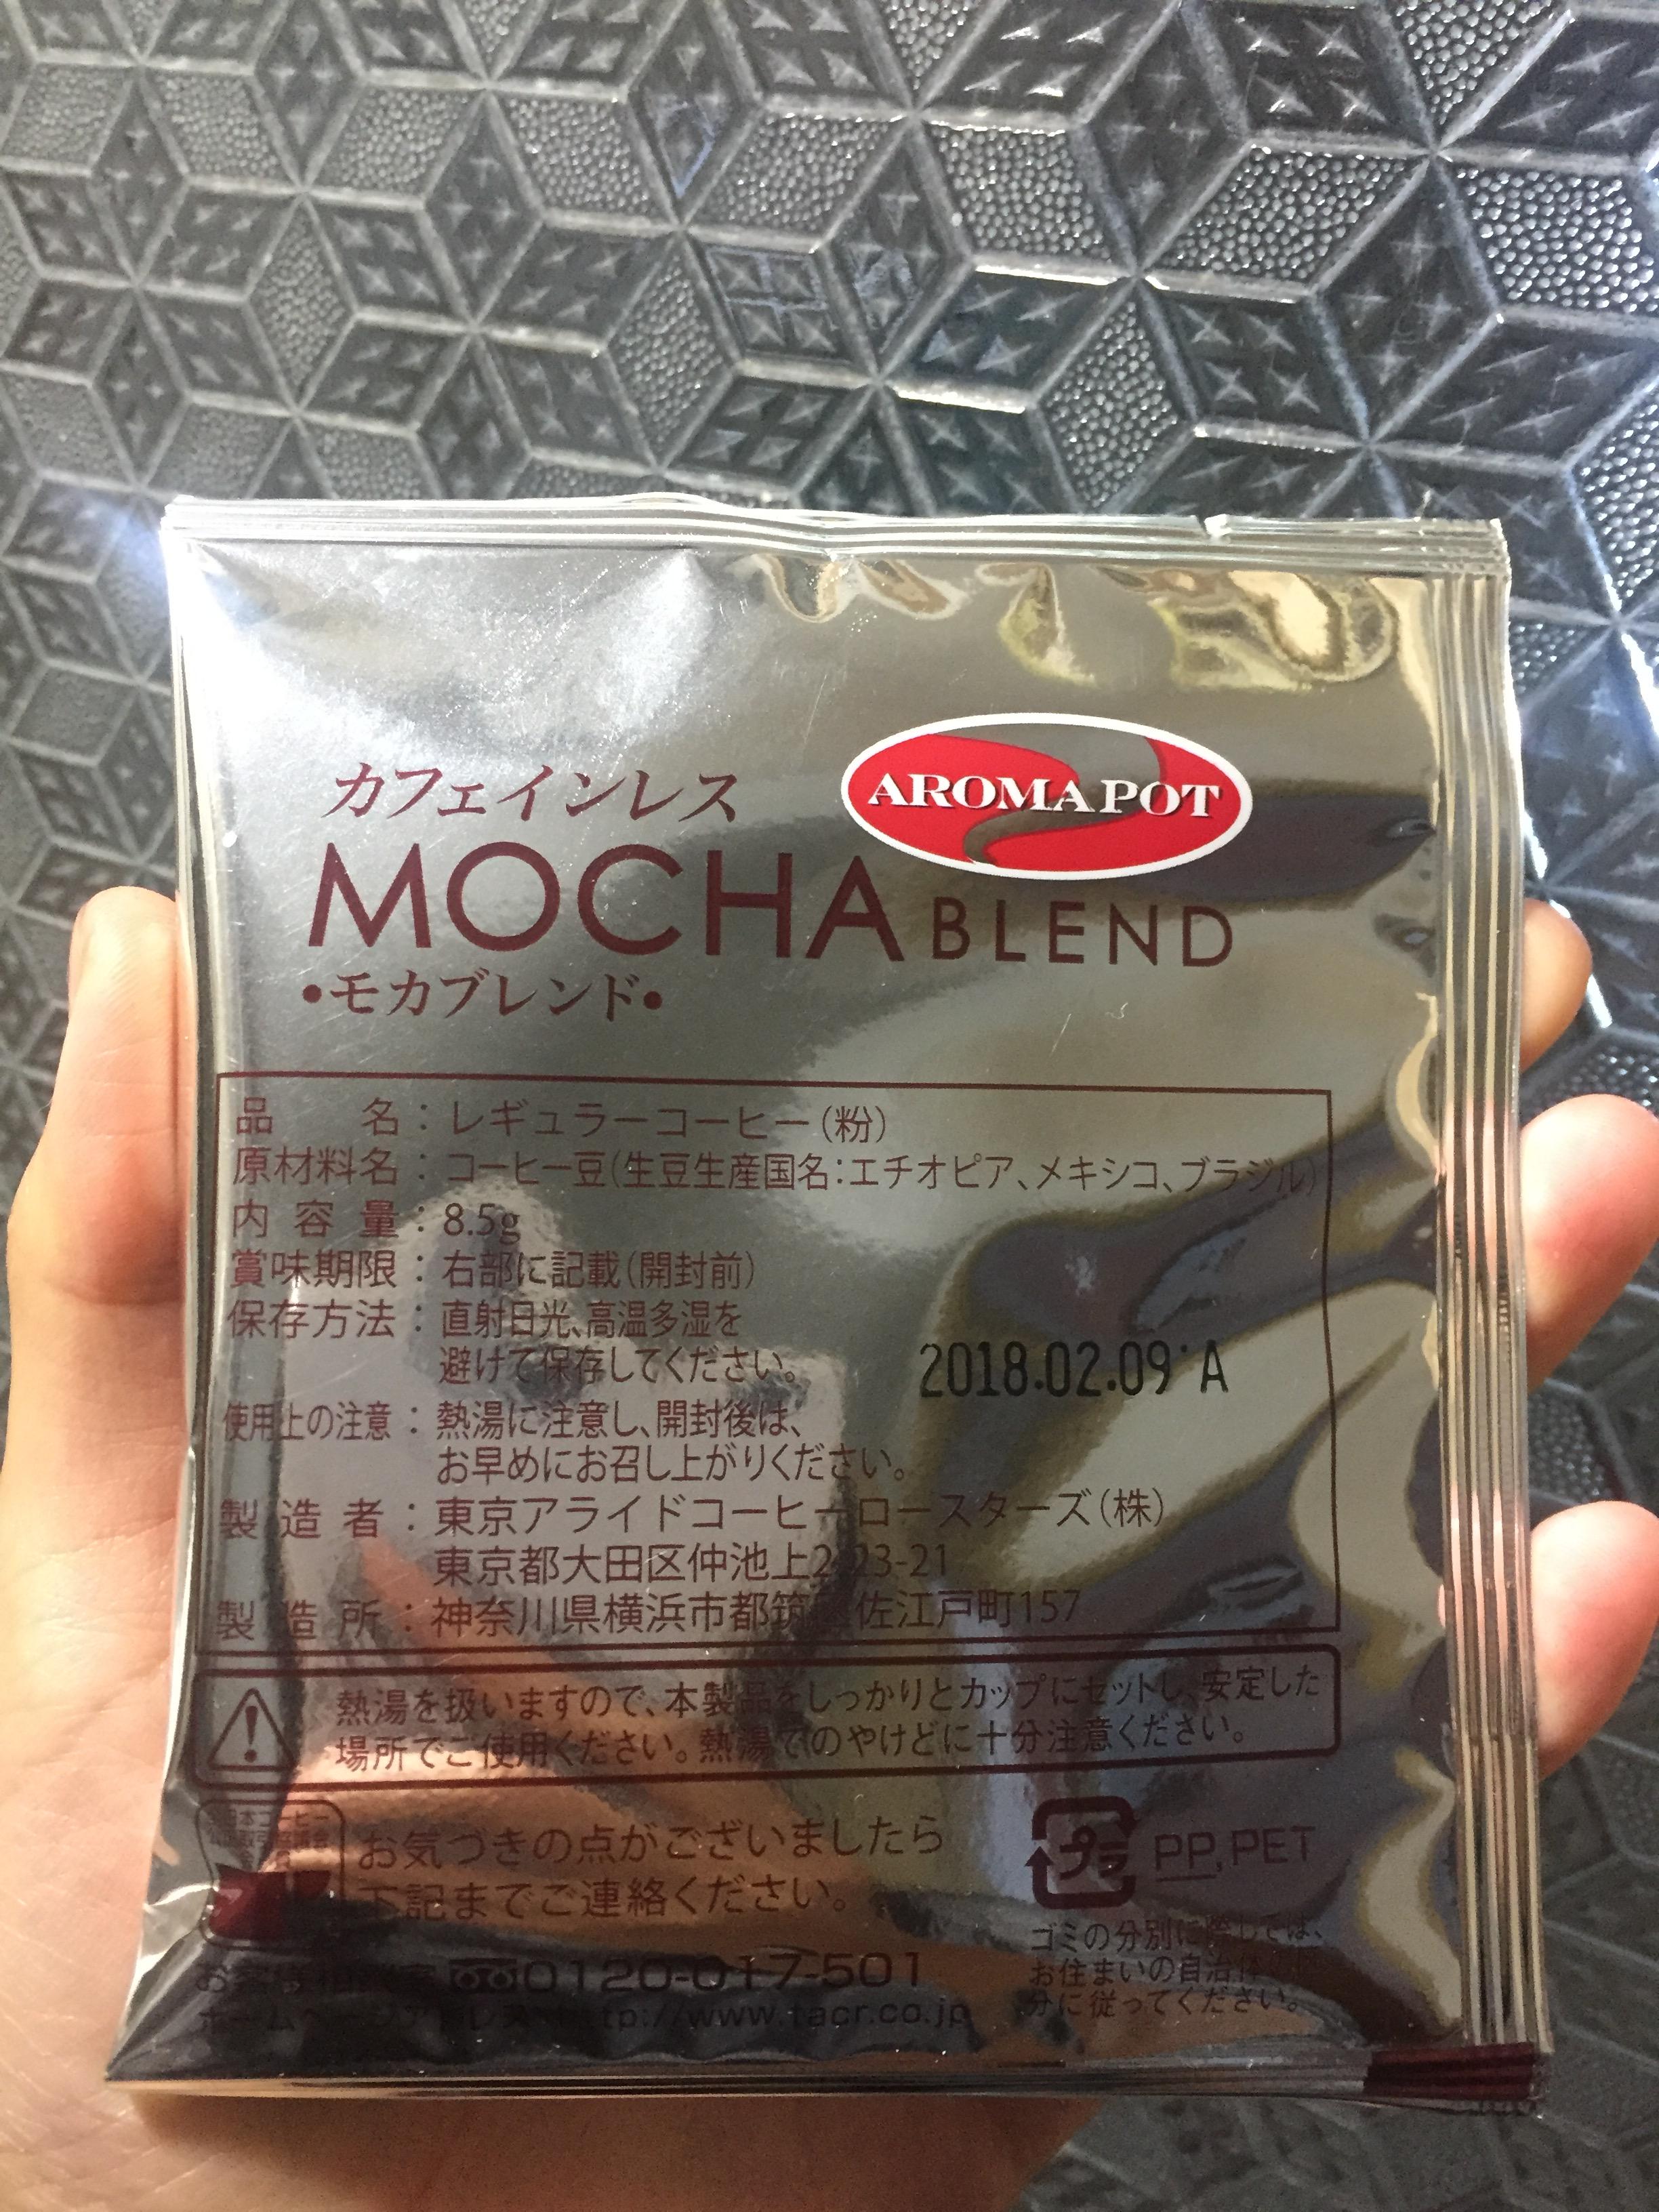 カフェインレス
AROMA POT
MOCHA BLEND
・モカブレンド・
品名：レギュラーコーヒー（粉）
原材料名：コーヒー豆（生豆生産国名：エチオピア、メキシコ、ブラジル）
内容量：8.5g
賞味期限：右部に記載（開封前）
保存方法：直射日光、高温多湿を
避けて保存してください。
2018.02.09 A
使用上の注意：熱湯に注意し、開封後は、
お早めにお召し上がりください。
製造者：東京アライドコーヒーロースターズ（株）
東京都大田区仲池上2-23-21
製造所：神奈川県横浜市都筑区佐江戸町157
熱湯を扱いますので、本製品をしっかりとカップにセットし、安定した
場所でご使用ください。熱湯でのやけどに十分注意ください。
お気づきの点がございましたら
下記までご連絡ください。
プラ PP, PET
0120-017-501
ホームページアドレス http://www.tacr.co.jp
ゴミの分別に際しては、
お住まいの自治体の区
分に従ってください。